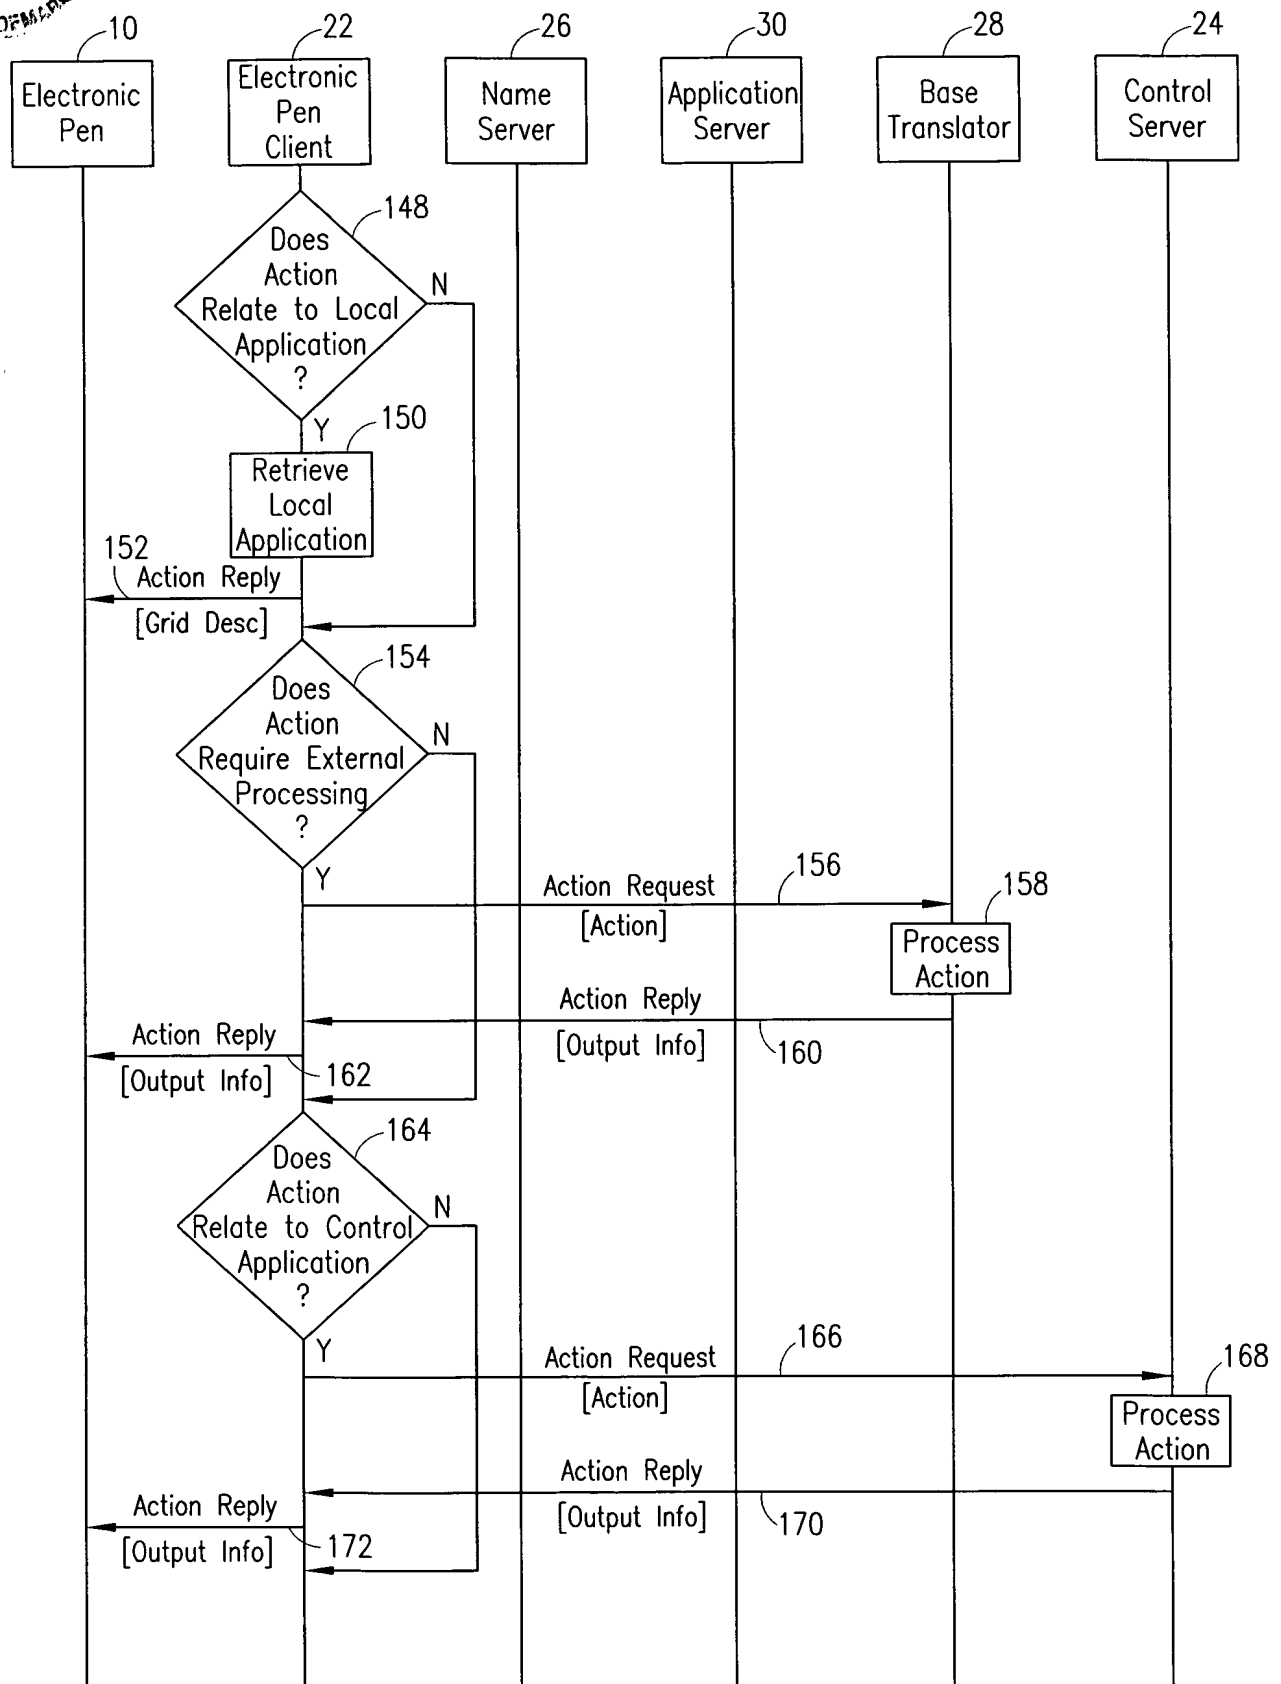 10
22
26
30
28
24
Electronic
Pen
Electronic
Pen
Client
Name
Server
Application
Server
Base
Translator
Control
Server
148
Does
Action
Relate to Local
Application
?
N
Y
150
Retrieve
Local
Application
152
Action Reply
[Grid Desc]
154
Does
Action
Require External
Processing
?
N
Y
Action Request
156
[Action]
158
Process
Action
Action Reply
[Output Info]
160
Action Reply
[Output Info]
162
164
Does
Action
Relate to Control
Application
?
N
Y
Action Request
166
[Action]
168
Process
Action
Action Reply
[Output Info]
170
Action Reply
[Output Info]
172